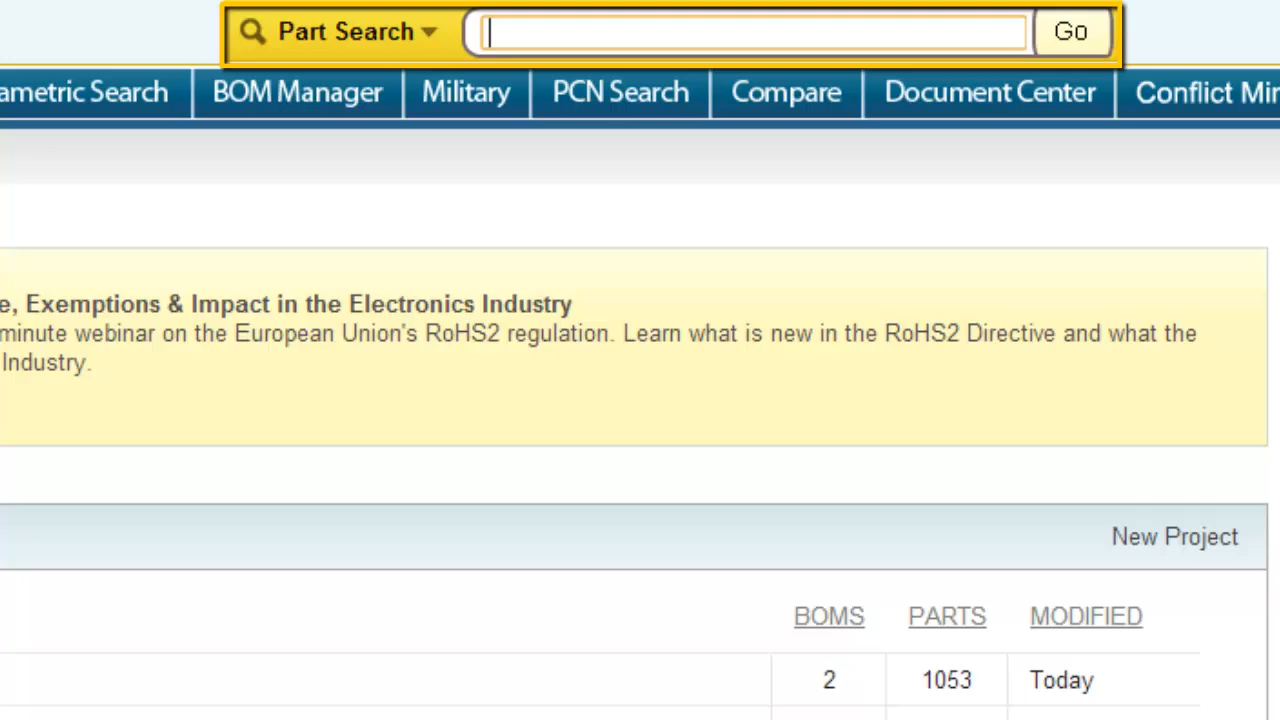 Part Search Go
ametric Search BOM Manager Military PCN Search Compare Document Center Conflict Min
e, Exemptions & Impact in the Electronics Industry
minute webinar on the European Union's RoHS2 regulation. Learn what is new in the RoHS2 Directive and what the
Industry.
New Project
BOMS PARTS MODIFIED
2 1053 Today